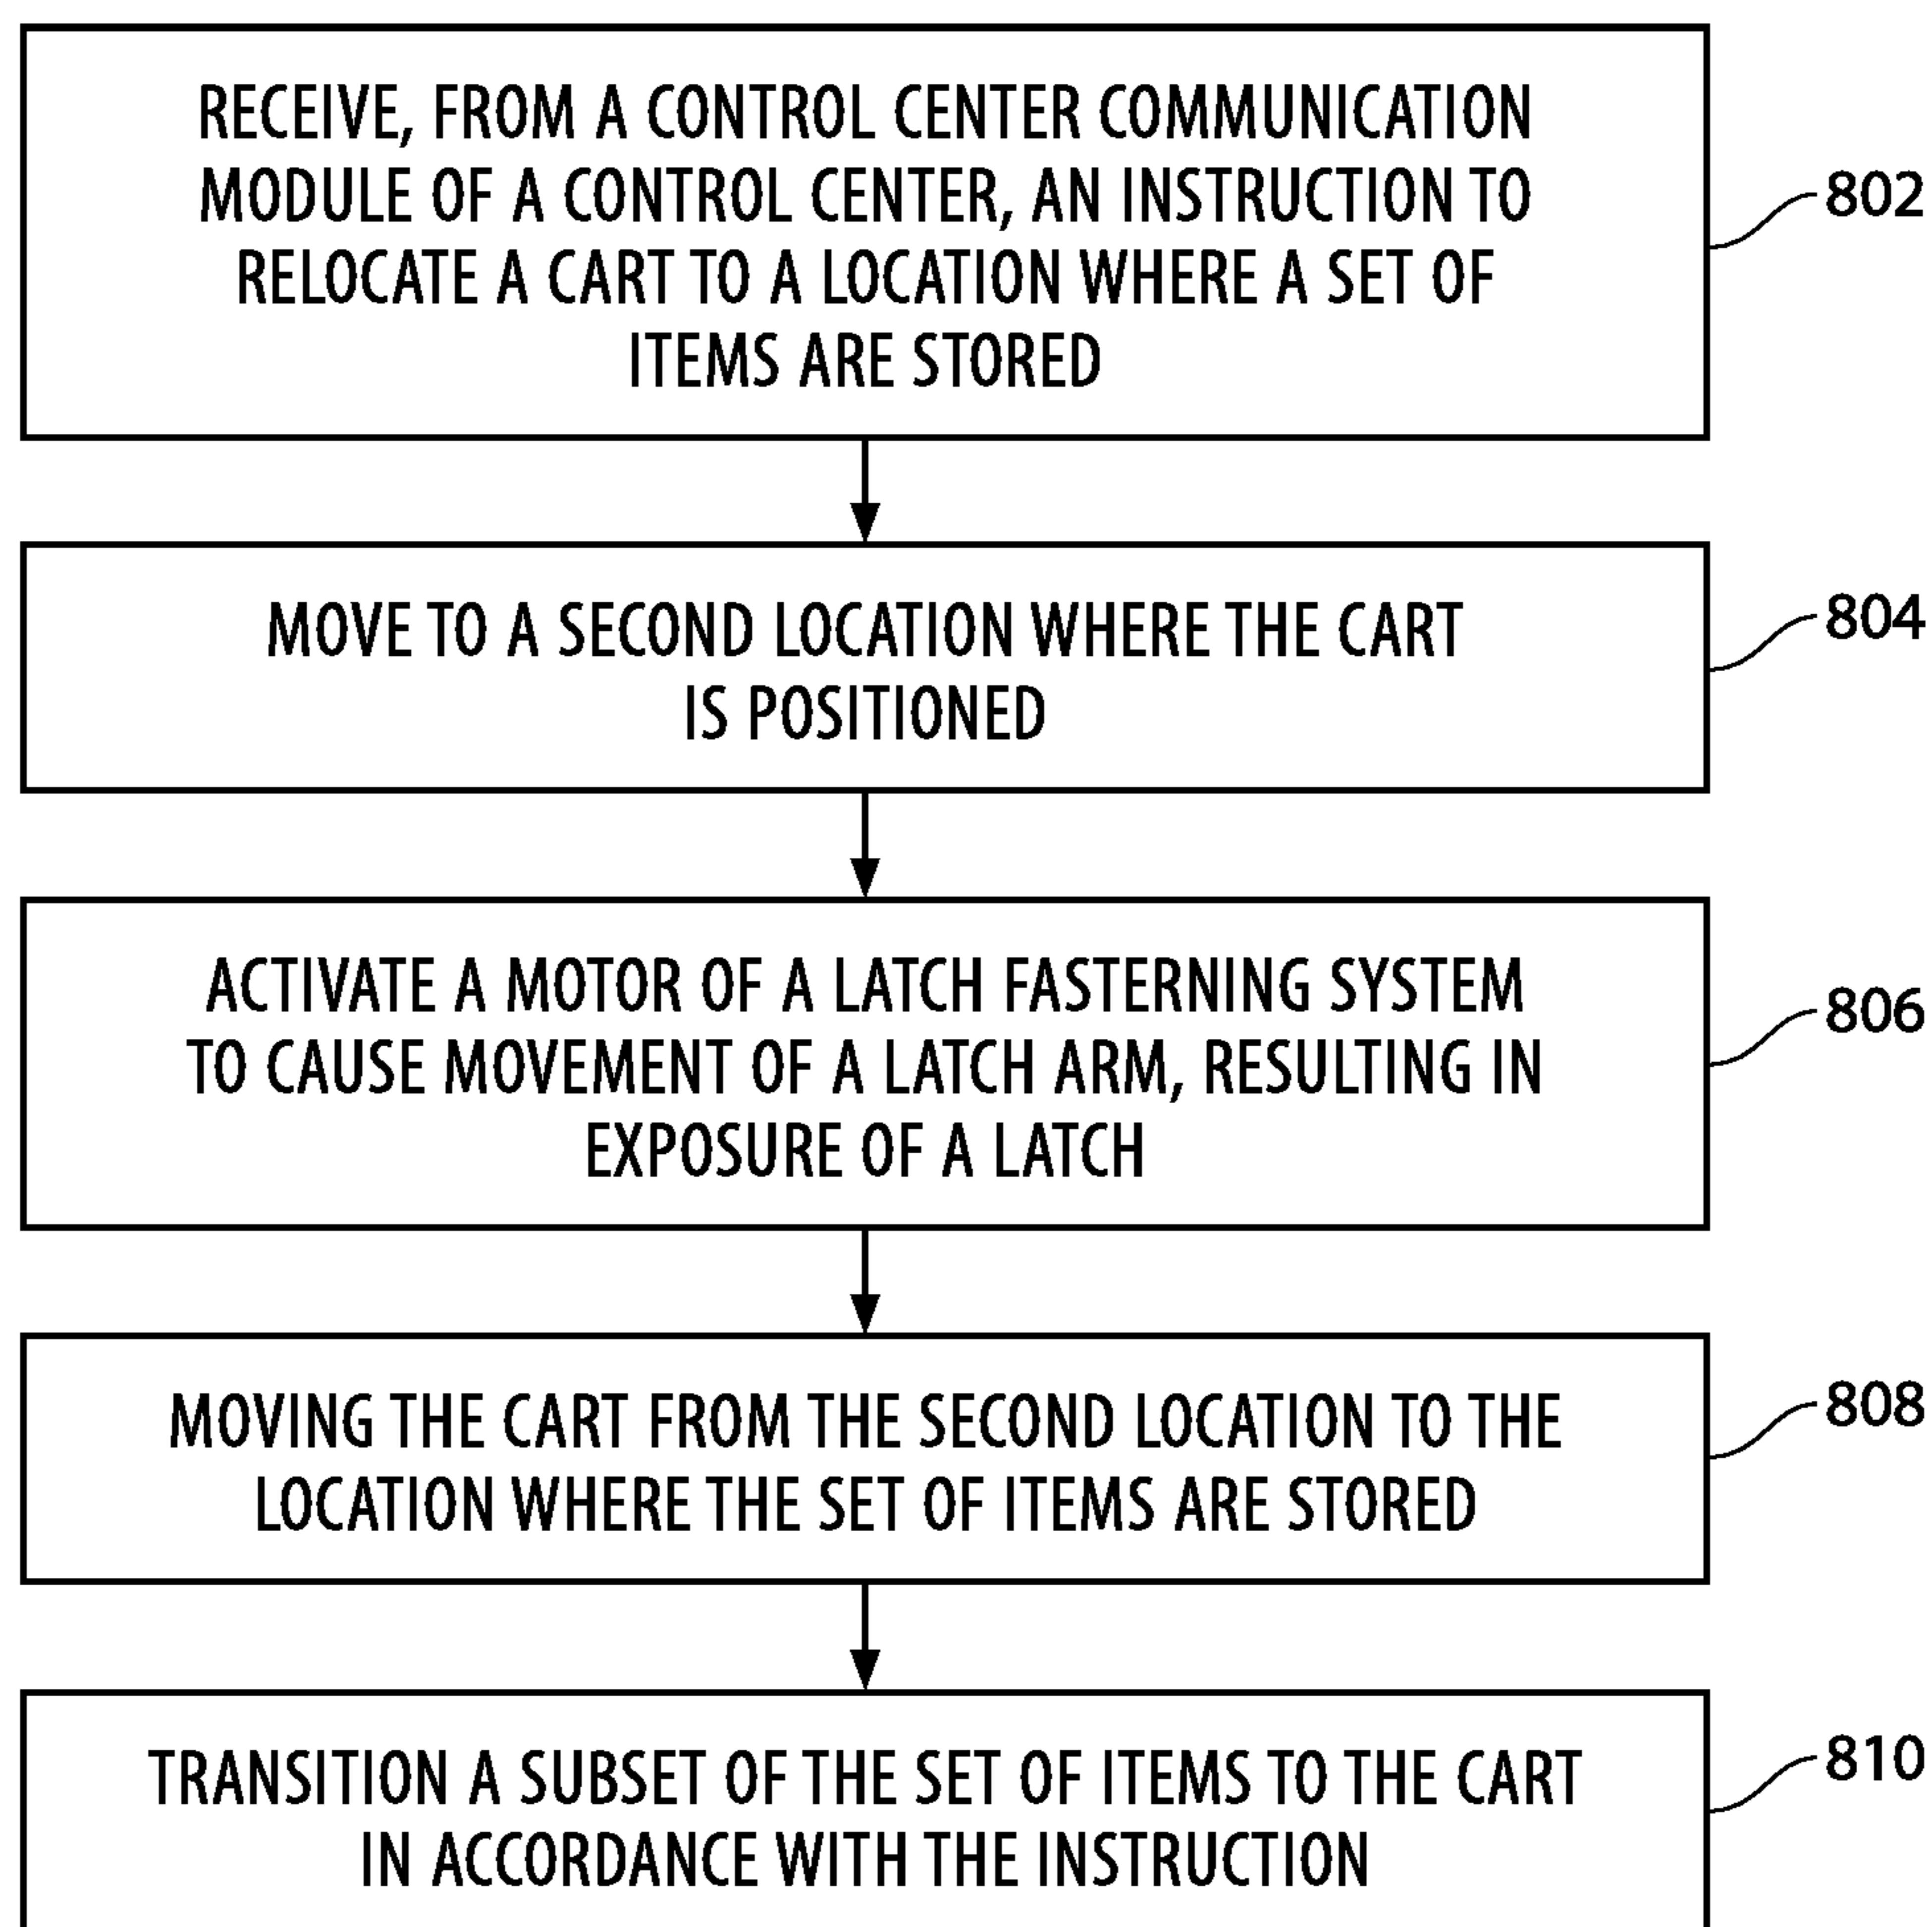 RECEIVE, FROM A CONTROL CENTER COMMUNICATION
MODULE OF A CONTROL CENTER, AN INSTRUCTION TO
RELOCATE A CART TO A LOCATION WHERE A SET OF
ITEMS ARE STORED
802
MOVE TO A SECOND LOCATION WHERE THE CART
IS POSITIONED
804
ACTIVATE A MOTOR OF A LATCH FASTERNING SYSTEM
TO CAUSE MOVEMENT OF A LATCH ARM, RESULTING IN
EXPOSURE OF A LATCH
806
MOVING THE CART FROM THE SECOND LOCATION TO THE
LOCATION WHERE THE SET OF ITEMS ARE STORED
808
TRANSITION A SUBSET OF THE SET OF ITEMS TO THE CART
IN ACCORDANCE WITH THE INSTRUCTION
810